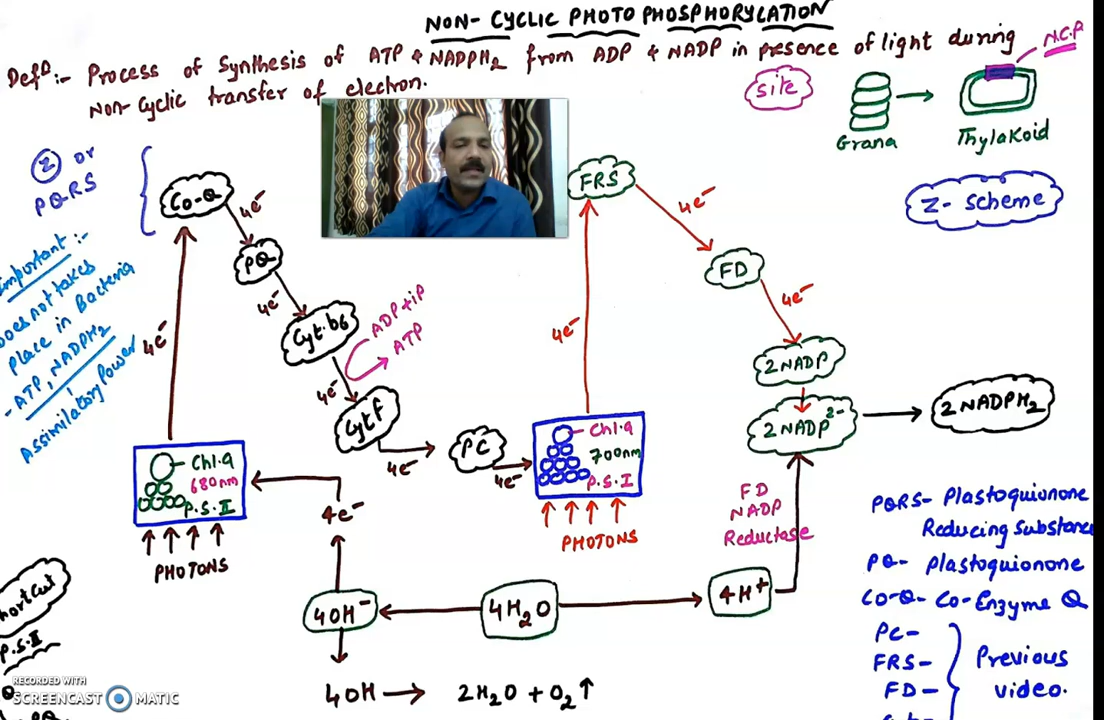 NON-CYCLIC PHOTO PHOSPHORYLATION
Defⁿ:- Process of Synthesis of ATP & NADPH₂ from ADP & NADP in presence of light during
Non-Cyclic transfer of electron.
N.C.P
Site
Grana
Thylakoid
Z-Scheme
Z or
PQRS
Important:-
Does not takes
Place in Bacteria
- ATP, NADPH₂
Assimilatory Power
Co-Q
4e⁻
PQ
4e⁻
Cyt.b6
ADP+iP
ATP
4e⁻
Cytf
4e⁻
PC
4e⁻
4e⁻
Chl.a
680nm
P.S.II
PHOTONS
4e⁻
FRS
4e⁻
FD
4e⁻
2NADP
2NADP²⁻
2NADPH₂
4e⁻
Chl.a
700nm
P.S.I
PHOTONS
FD
NADP
Reductase
4OH⁻
4H₂O
4H⁺
4OH → 2H₂O + O₂↑
PQRS- Plastoquionone
Reducing Substance
PQ- Plastoquionone
CO-Q- Co-Enzyme Q
PC-
FRS-
FD-
Previous
video.
P.S.II
RECORDED WITH
SCREENCAST MATIC